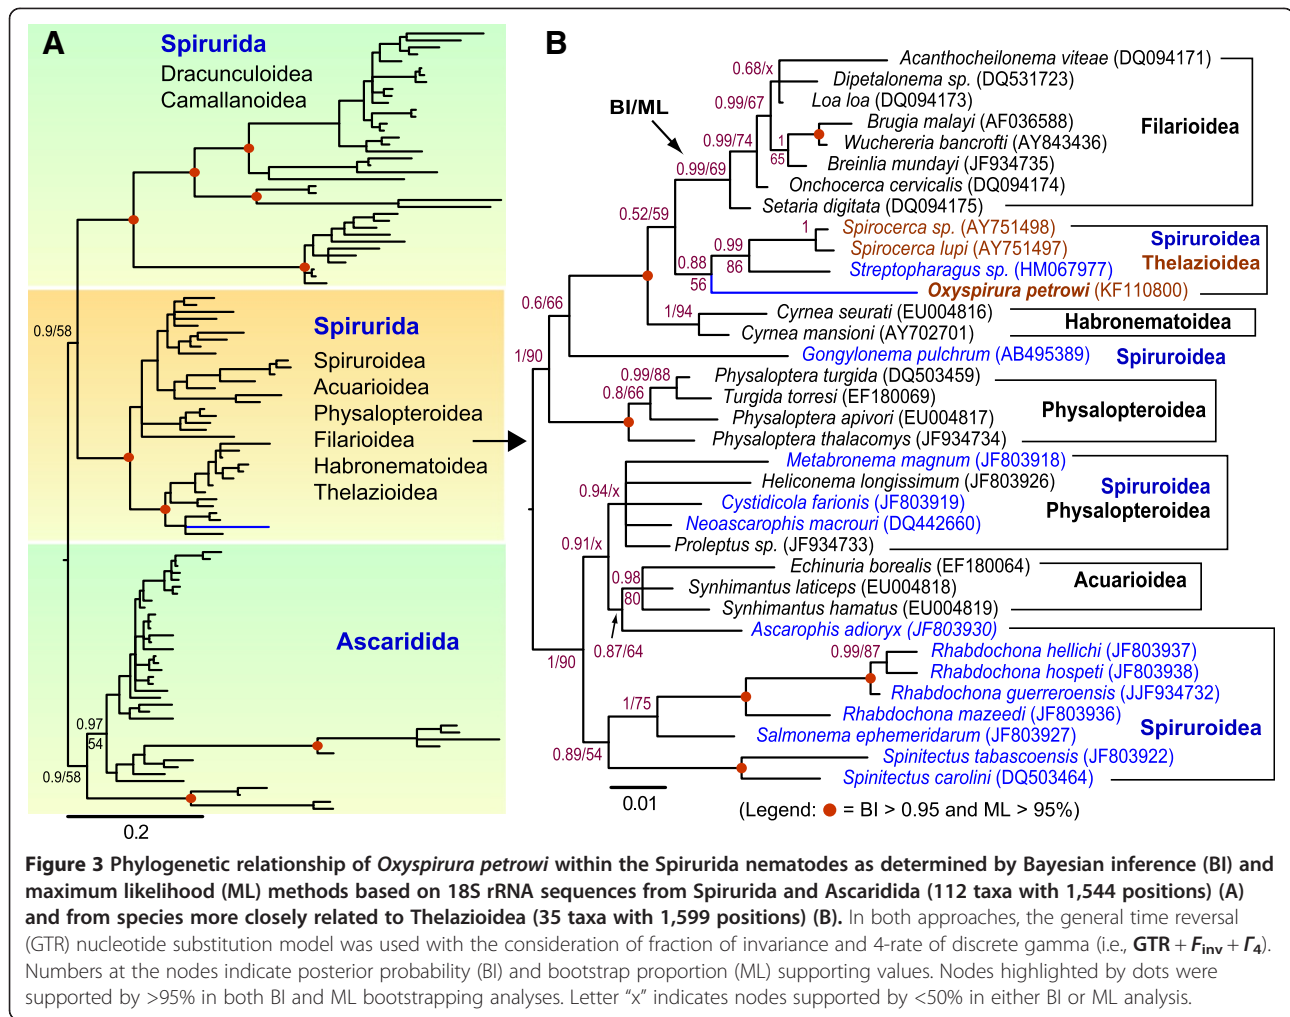 A
Spirurida
Dracunculoidea
Camallanoidea
0.9/58
Spirurida
Spiruroidea
Acuarioidea
Physalopteroidea
Filarioidea
Habronematoidea
Thelazioidea
Ascaridida
0.97
54
0.9/58
0.2
B
BI/ML
0.68/x
0.99/67
0.99/74
1
65
0.99/69
0.52/59
0.99
86
1
0.88
56
0.6/66
1/94
1/90
0.99/88
0.8/66
0.94/x
0.91/x
0.98
80
0.87/64
1/90
0.99/87
1/75
0.89/54
Acanthocheilonema viteae (DQ094171)
Dipetalonema sp. (DQ531723)
Loa loa (DQ094173)
Brugia malayi (AF036588)
Wuchereria bancrofti (AY843436)
Breinlia mundayi (JF934735)
Onchocerca cervicalis (DQ094174)
Setaria digitata (DQ094175)
Filarioidea
Spirocerca sp. (AY751498)
Spirocerca lupi (AY751497)
Streptopharagus sp. (HM067977)
Oxyspirura petrowi (KF110800)
Spiruroidea
Thelazioidea
Cyrnea seurati (EU004816)
Cyrnea mansioni (AY702701)
Habronematoidea
Gongylonema pulchrum (AB495389)
Spiruroidea
Physaloptera turgida (DQ503459)
Turgida torresi (EF180069)
Physaloptera apivori (EU004817)
Physaloptera thalacomys (JF934734)
Physalopteroidea
Metabronema magnum (JF803918)
Heliconema longissimum (JF803926)
Cystidicola farionis (JF803919)
Neoascarophis macrouri (DQ442660)
Proleptus sp. (JF934733)
Spiruroidea
Physalopteroidea
Echinuria borealis (EF180064)
Synhimantus laticeps (EU004818)
Synhimantus hamatus (EU004819)
Acuarioidea
Ascarophis adioryx (JF803930)
Rhabdochona hellichi (JF803937)
Rhabdochona hospeti (JF803938)
Rhabdochona guerreroensis (JJF934732)
Rhabdochona mazeedi (JF803936)
Salmonema ephemeridarum (JF803927)
Spinitectus tabascoensis (JF803922)
Spinitectus carolini (DQ503464)
Spiruroidea
0.01
(Legend: = BI > 0.95 and ML > 95%)
Figure 3 Phylogenetic relationship of Oxyspirura petrowi within the Spirurida nematodes as determined by Bayesian inference (BI) and
maximum likelihood (ML) methods based on 18S rRNA sequences from Spirurida and Ascaridida (112 taxa with 1,544 positions) (A)
and from species more closely related to Thelazioidea (35 taxa with 1,599 positions) (B). In both approaches, the general time reversal
(GTR) nucleotide substitution model was used with the consideration of fraction of invariance and 4-rate of discrete gamma (i.e., GTR + Finv + Γ4).
Numbers at the nodes indicate posterior probability (BI) and bootstrap proportion (ML) supporting values. Nodes highlighted by dots were
supported by >95% in both BI and ML bootstrapping analyses. Letter “x” indicates nodes supported by <50% in either BI or ML analysis.